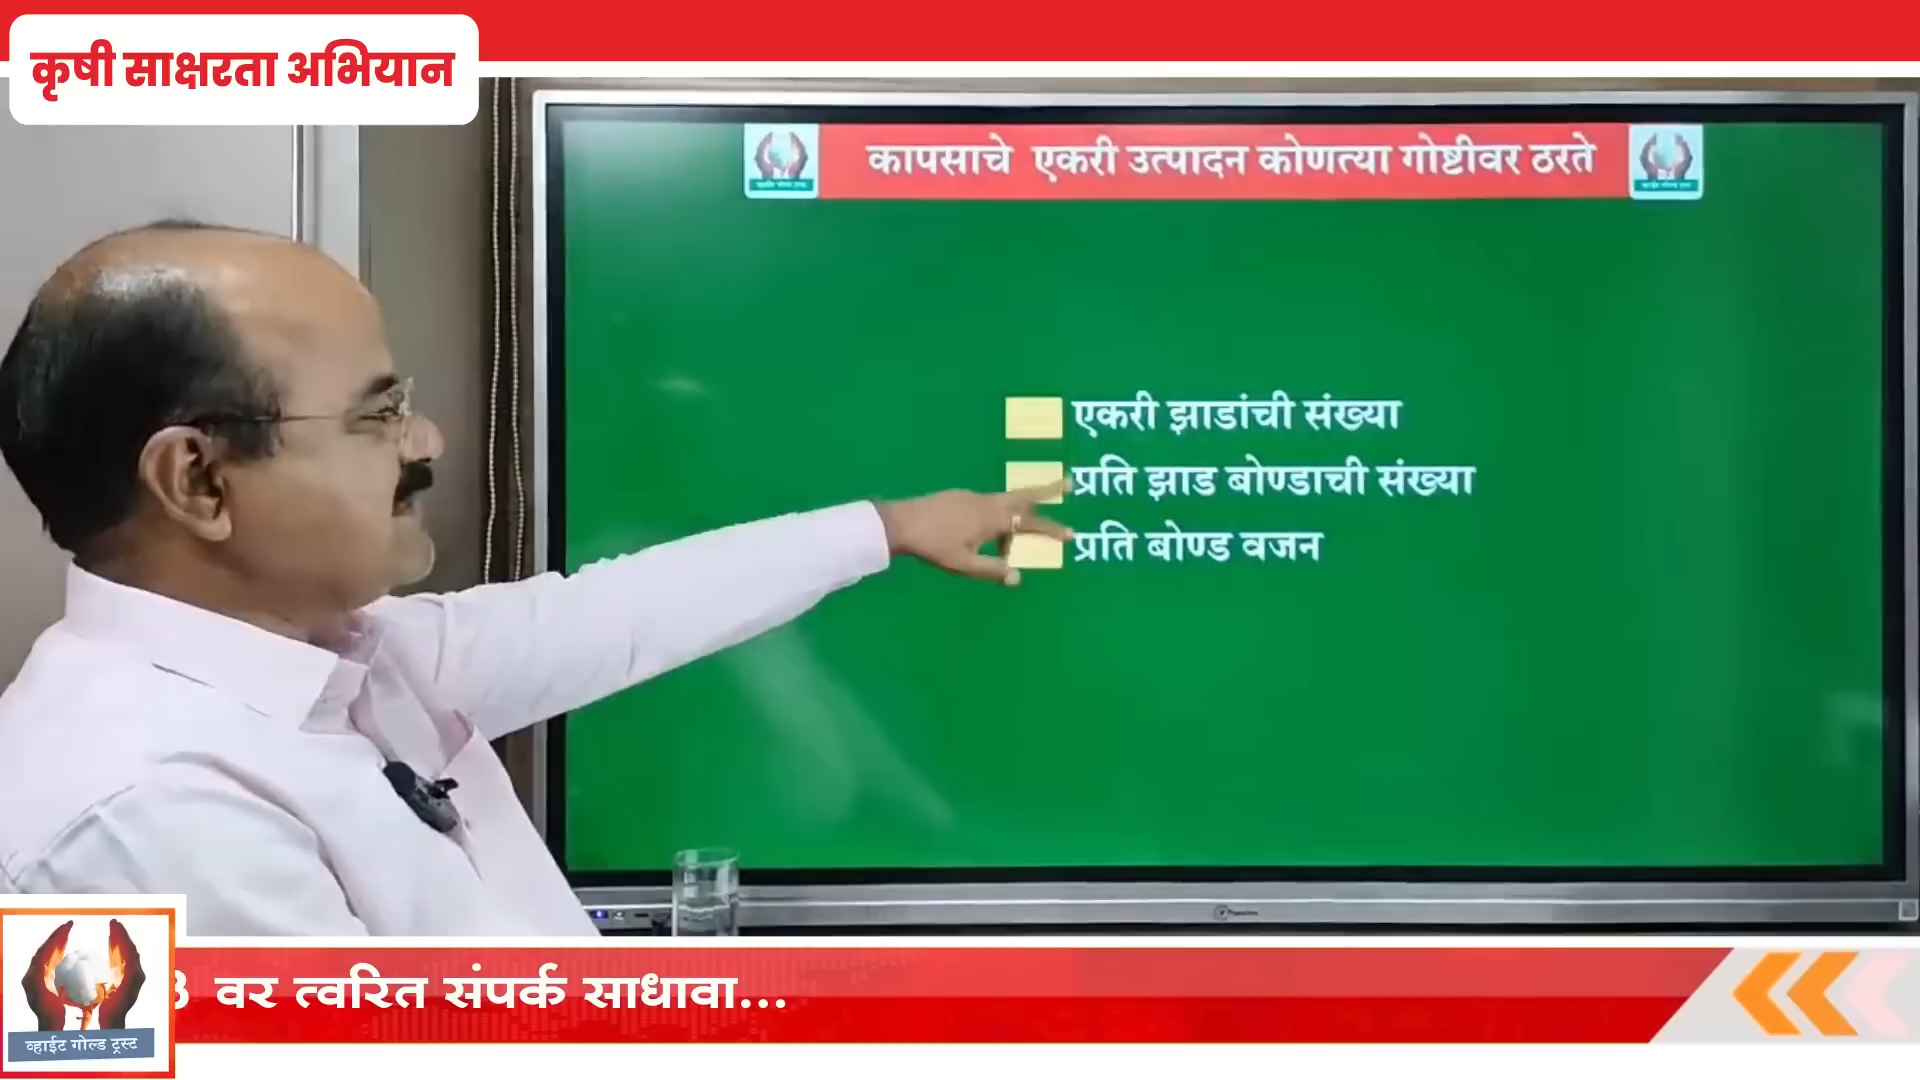 कृषी साक्षरता अभियान
कापसाचे एकरी उत्पादन कोणत्या गोष्टीवर ठरते
एकरी झाडांची संख्या
प्रति झाड बोण्डाची संख्या
प्रति बोण्ड वजन
वर त्वरित संपर्क साधावा...
व्हाईट गोल्ड ट्रस्ट